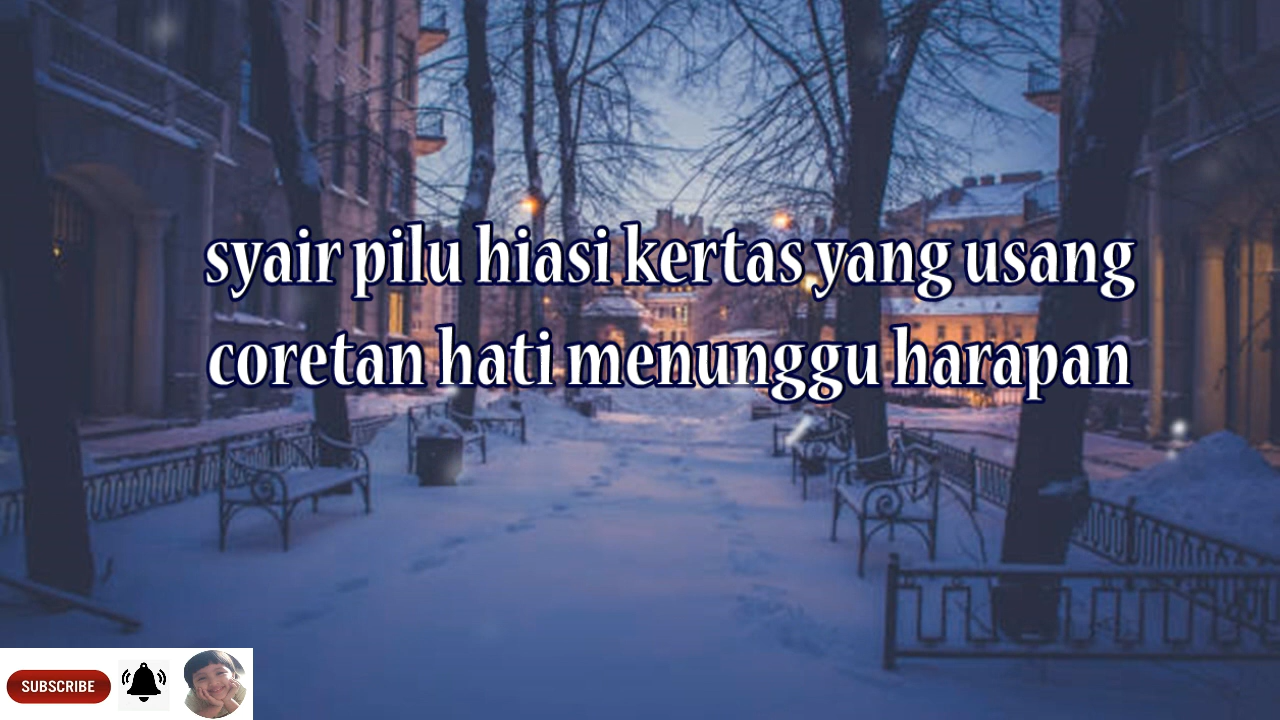 syair pilu hiasi kertas yang usang
coretan hati menunggu harapan
SUBSCRIBE